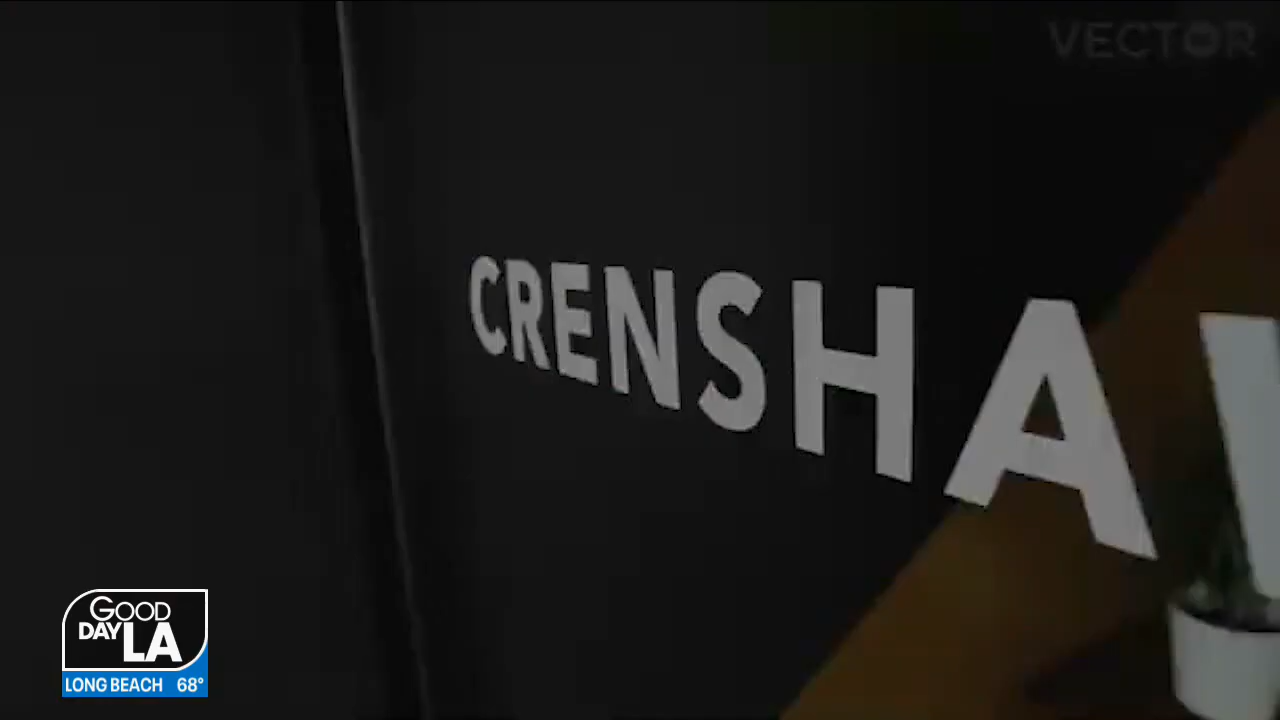 VECTOR
CRENSHA
GOOD
DAY LA
LONG BEACH 68°